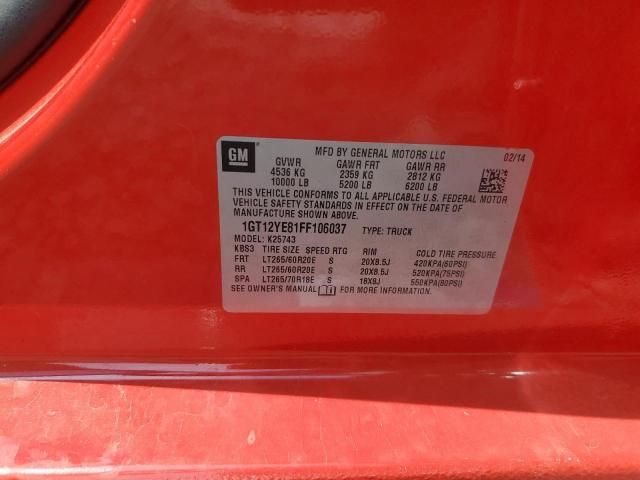 GM
MFD BY GENERAL MOTORS LLC 02/14
GVWR GAWR FRT GAWR RR
4536 KG 2359 KG 2812 KG
10000 LB 5200 LB 6200 LB
THIS VEHICLE CONFORMS TO ALL APPLICABLE U.S. FEDERAL MOTOR
VEHICLE SAFETY STANDARDS IN EFFECT ON THE DATE OF
MANUFACTURE SHOWN ABOVE.
1GT12YE81FF106037 TYPE: TRUCK
MODEL: K25743
KBS3 TIRE SIZE SPEED RTG RIM COLD TIRE PRESSURE
FRT LT265/60R20E S 20X8.5J 420KPA(60PSI)
RR LT265/60R20E S 20X8.5J 520KPA(75PSI)
SPA LT265/70R18E S 18X8J 550KPA(80PSI)
SEE OWNER'S MANUAL FOR MORE INFORMATION.